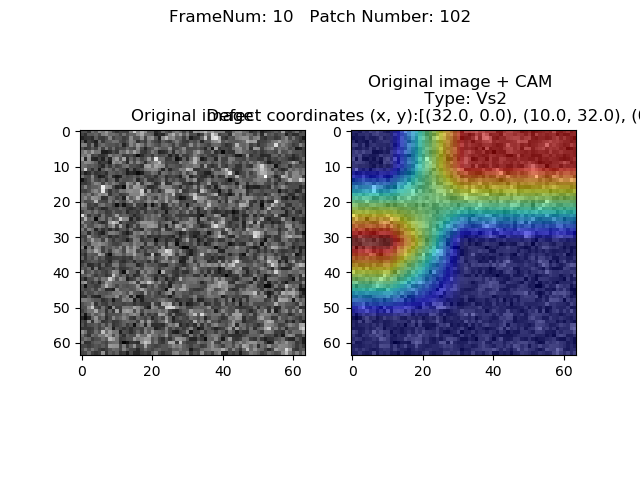 FrameNum: 10   Patch Number: 102
Original image
Original image + CAM
Type: Vs2
Defect coordinates (x, y):[(32.0, 0.0), (10.0, 32.0), (
0
10
20
30
40
50
60
0 20 40 60
0
10
20
30
40
50
60
0 20 40 60